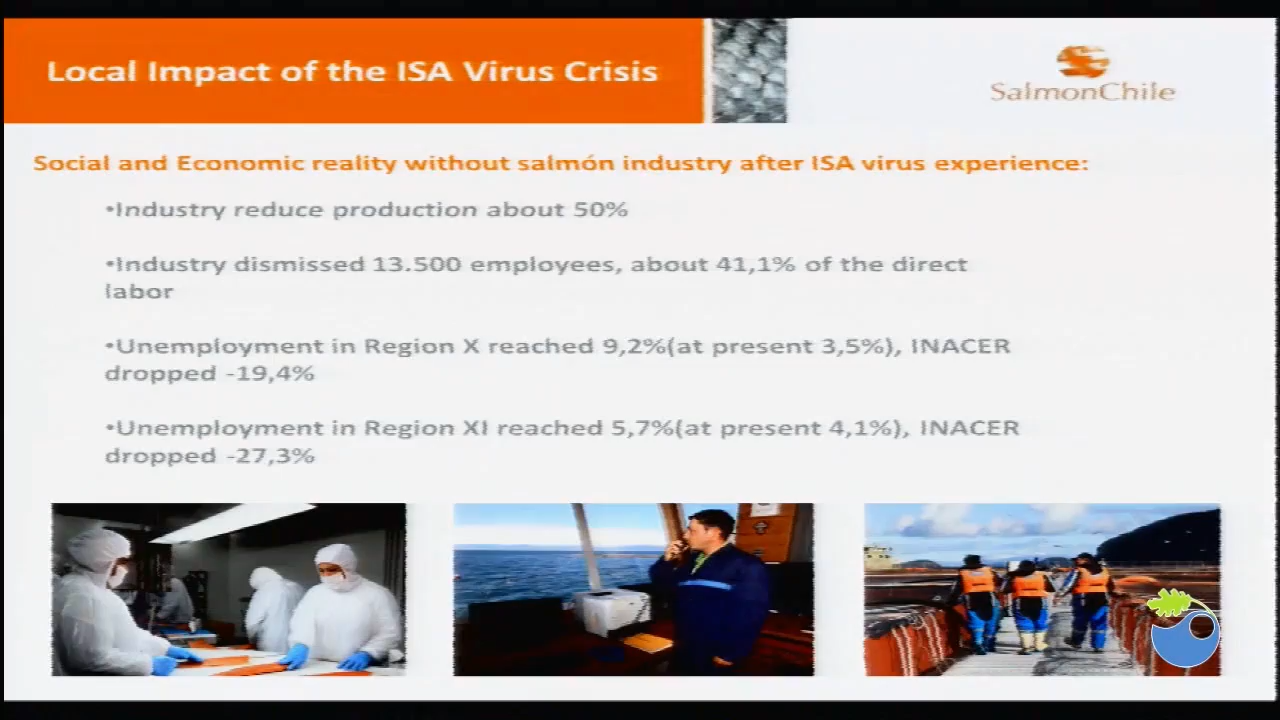 Local Impact of the ISA Virus Crisis
SalmonChile
Social and Economic reality without salmón industry after ISA virus experience:
•Industry reduce production about 50%
•Industry dismissed 13.500 employees, about 41,1% of the direct
labor
•Unemployment in Region X reached 9,2%(at present 3,5%), INACER
dropped -19,4%
•Unemployment in Region XI reached 5,7%(at present 4,1%), INACER
dropped -27,3%